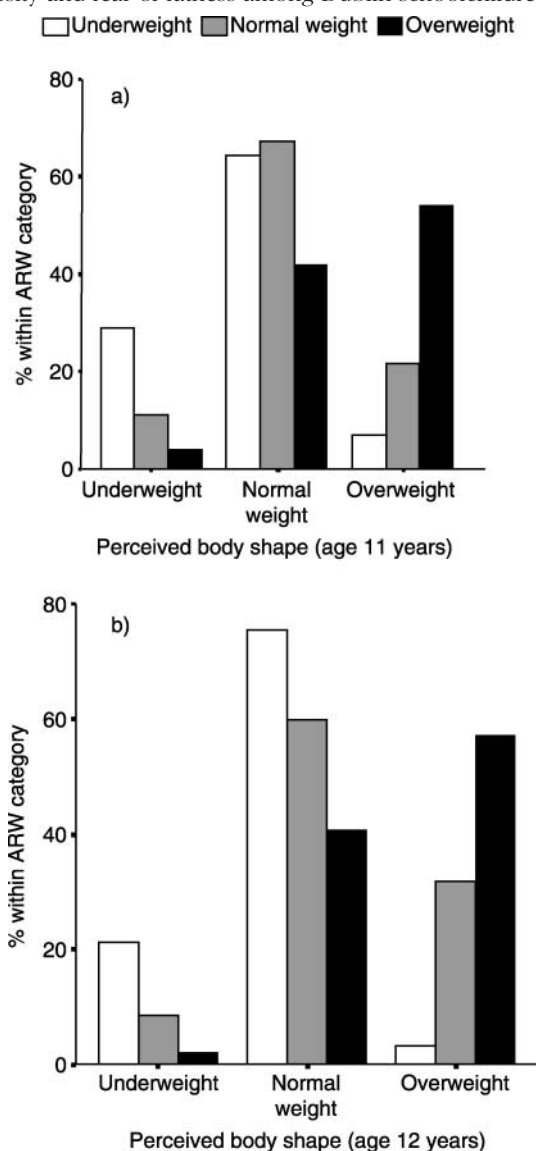 Underweight Normal weight Overweight
a)
80
60
40
20
0
% within ARW category
Underweight Normal Overweight
weight
Perceived body shape (age 11 years)
b)
80
60
40
20
0
% within ARW category
Underweight Normal Overweight
weight
Perceived body shape (age 12 years)